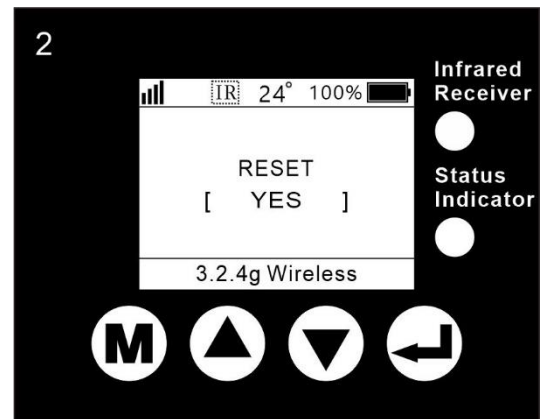 2
IR 24° 100%
Infrared
Receiver
RESET
[ YES ]
Status
Indicator
3.2.4g Wireless
M